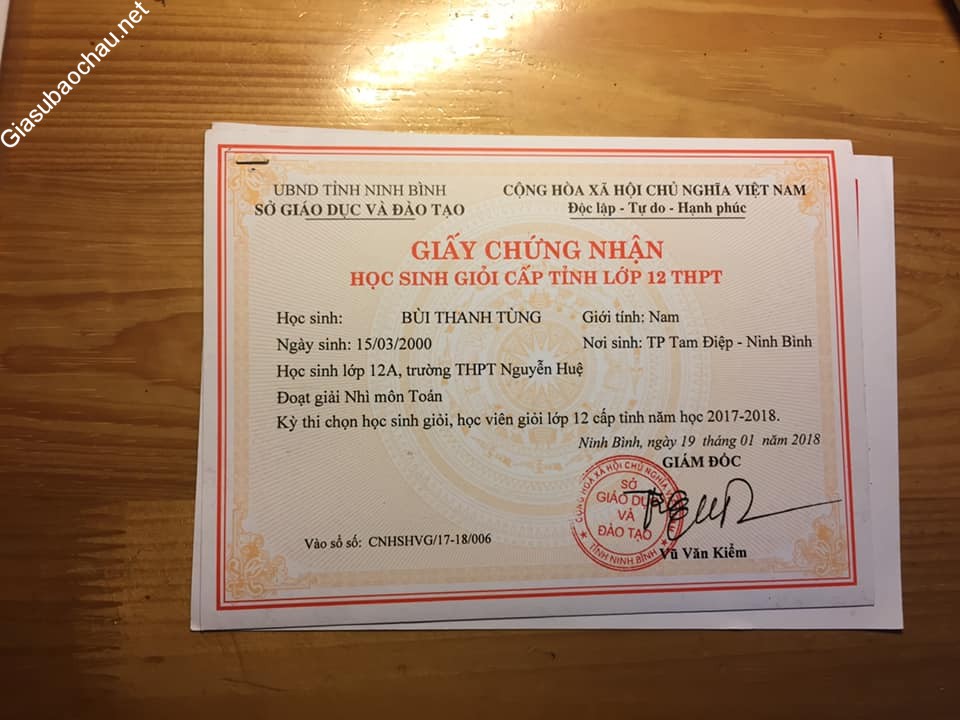 Giasubaochau.net
UBND TỈNH NINH BÌNH
SỞ GIÁO DỤC VÀ ĐÀO TẠO
CỘNG HÒA XÃ HỘI CHỦ NGHĨA VIỆT NAM
Độc lập - Tự do - Hạnh phúc
GIẤY CHỨNG NHẬN
HỌC SINH GIỎI CẤP TỈNH LỚP 12 THPT
Học sinh: BÙI THANH TÙNG Giới tính: Nam
Ngày sinh: 15/03/2000 Nơi sinh: TP Tam Điệp - Ninh Bình
Học sinh lớp 12A, trường THPT Nguyễn Huệ
Đoạt giải Nhì môn Toán
Kỳ thi chọn học sinh giỏi, học viên giỏi lớp 12 cấp tỉnh năm học 2017-2018.
Ninh Bình, ngày 19 tháng 01 năm 2018
GIÁM ĐỐC
CỘNG HÒA XÃ HỘI CHỦ NGHĨA
SỞ
GIÁO DỤC
VÀ
ĐÀO TẠO
★ TỈNH NINH BÌNH ★
Vũ Văn Kiểm
Vào sổ số: CNHSHVG/17-18/006